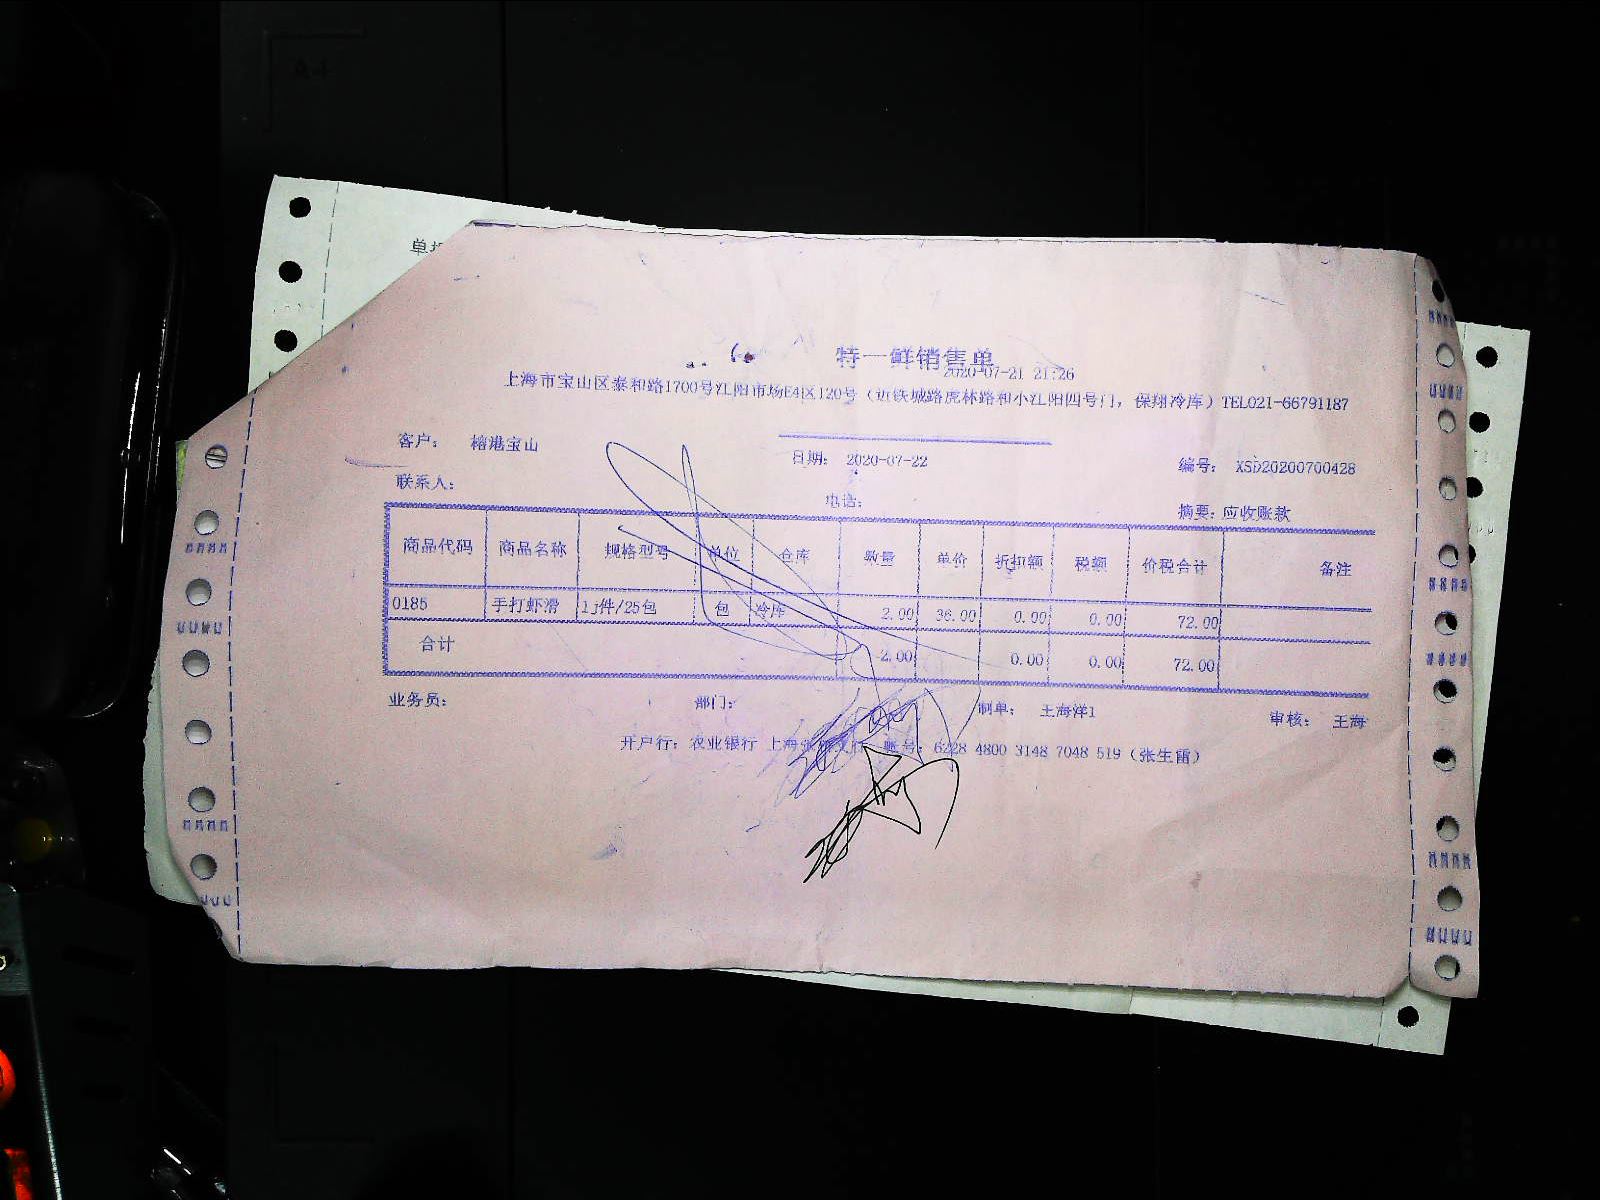 特一鲜销售单
2020-07-21 21:26
上海市宝山区泰和路1700号江阳市场E4区120号（近铁城路虎林路和小江阳四号门，保翔冷库）TEL021-66791187
客户： 榕港宝山 日期： 2020-07-22 编号： XSD20200700428
联系人： 电话： 摘要：应收账款
商品代码 商品名称 规格型号 单位 仓库 数量 单价 折扣额 税额 价税合计 备注
0185 手打虾滑 1j件/25包 包 冷库 2.00 36.00 0.00 0.00 72.00
合计 2.00 0.00 0.00 72.00
业务员： 部门： 制单： 王海洋1 审核： 王海
开户行：农业银行 上海 账号：6228 4800 3148 7048 519（张生雷）